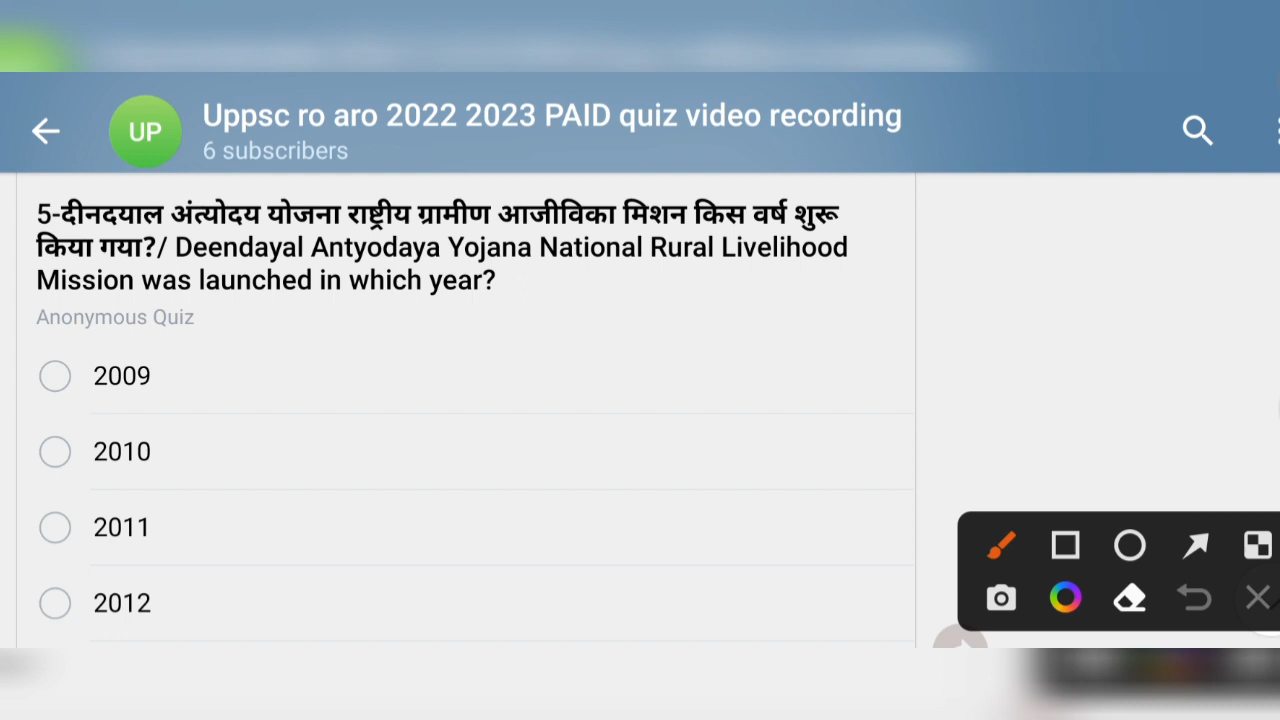 UP
Uppsc ro aro 2022 2023 PAID quiz video recording
6 subscribers
5-दीनदयाल अंत्योदय योजना राष्ट्रीय ग्रामीण आजीविका मिशन किस वर्ष शुरू
किया गया?/ Deendayal Antyodaya Yojana National Rural Livelihood
Mission was launched in which year?
Anonymous Quiz
2009
2010
2011
2012